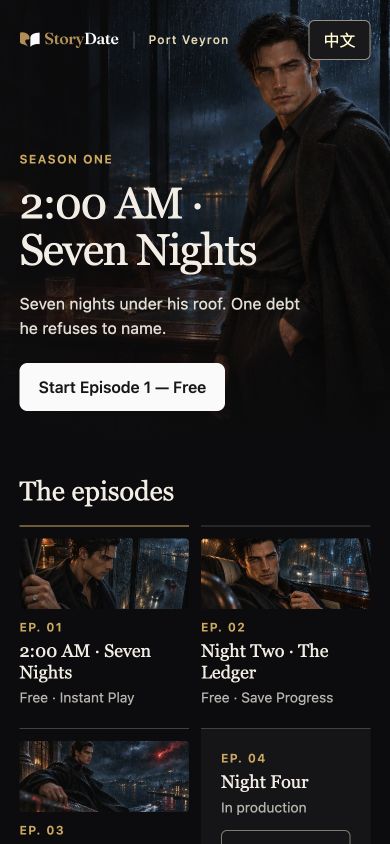 StoryDate
Port Veyron
中文
SEASON ONE
2:00 AM ·
Seven Nights
Seven nights under his roof. One debt
he refuses to name.
Start Episode 1 — Free
The episodes
EP. 01
2:00 AM · Seven
Nights
Free · Instant Play
EP. 02
Night Two · The
Ledger
Free · Save Progress
EP. 03
EP. 04
Night Four
In production